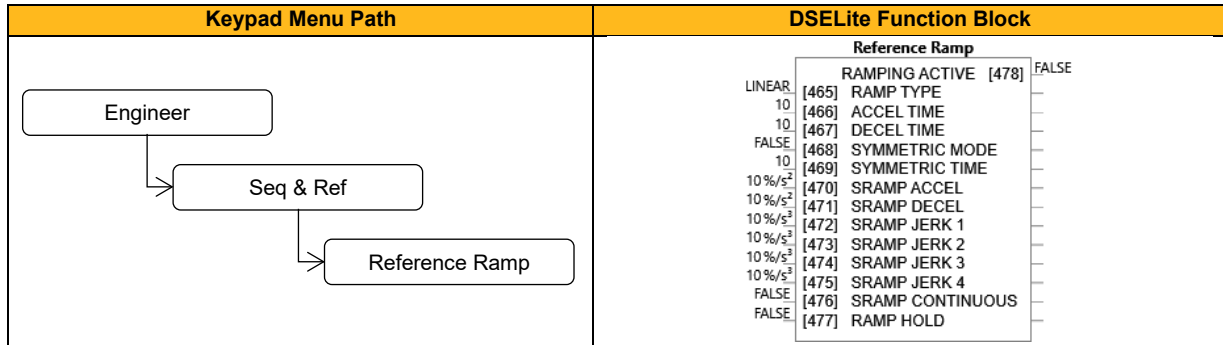 Keypad Menu Path
DSELite Function Block
Engineer
Seq & Ref
Reference Ramp
Reference Ramp
RAMPING ACTIVE [478] FALSE
LINEAR [465] RAMP TYPE
10 [466] ACCEL TIME
10 [467] DECEL TIME
FALSE [468] SYMMETRIC MODE
10 [469] SYMMETRIC TIME
10 %/s² [470] SRAMP ACCEL
10 %/s² [471] SRAMP DECEL
10 %/s³ [472] SRAMP JERK 1
10 %/s³ [473] SRAMP JERK 2
10 %/s³ [474] SRAMP JERK 3
10 %/s³ [475] SRAMP JERK 4
FALSE [476] SRAMP CONTINUOUS
FALSE [477] RAMP HOLD